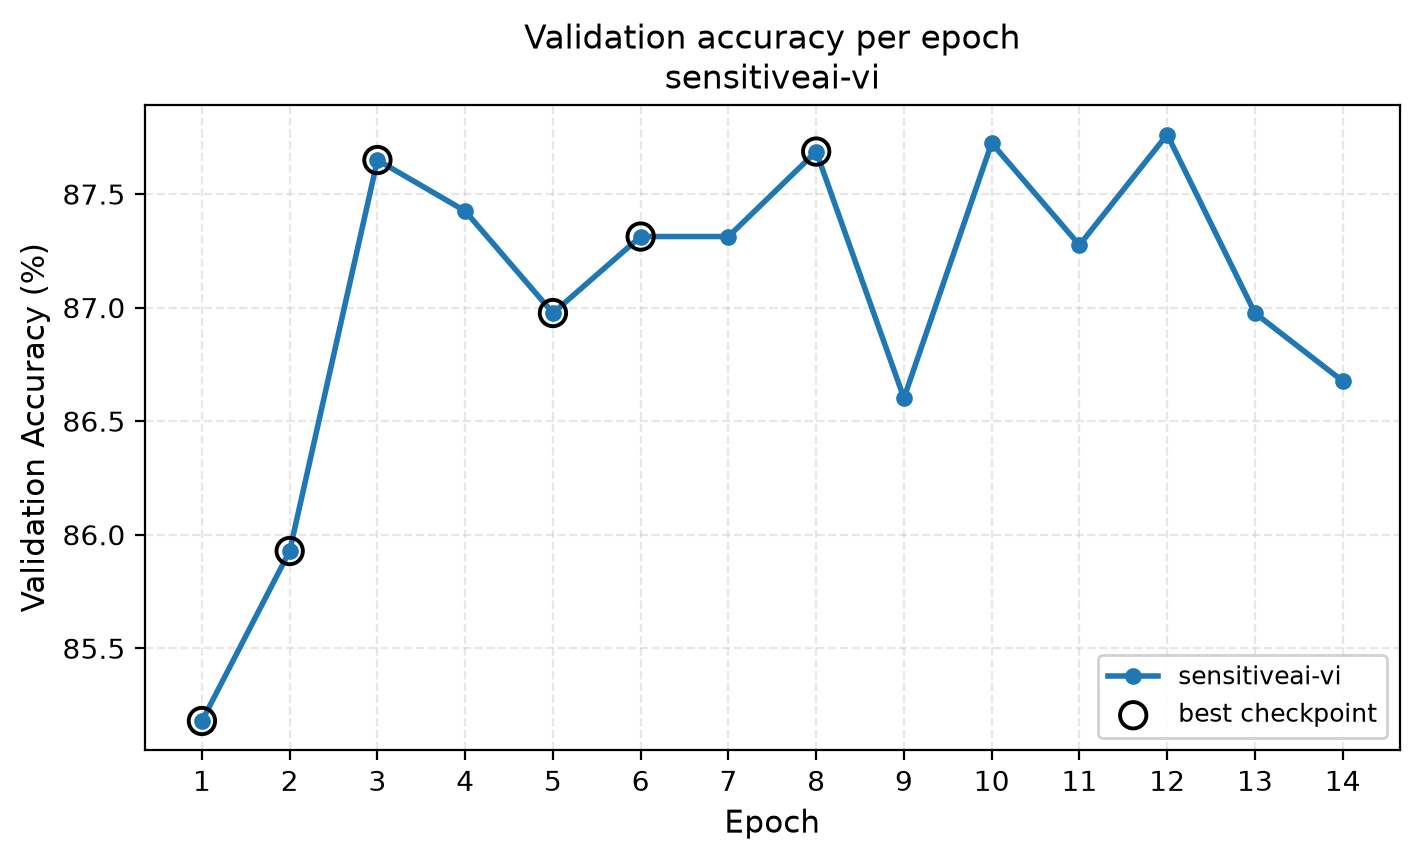 Validation accuracy per epoch
sensitiveai-vi
Validation Accuracy (%)
87.5
87.0
86.5
86.0
85.5
sensitiveai-vi
best checkpoint
1 2 3 4 5 6 7 8 9 10 11 12 13 14
Epoch